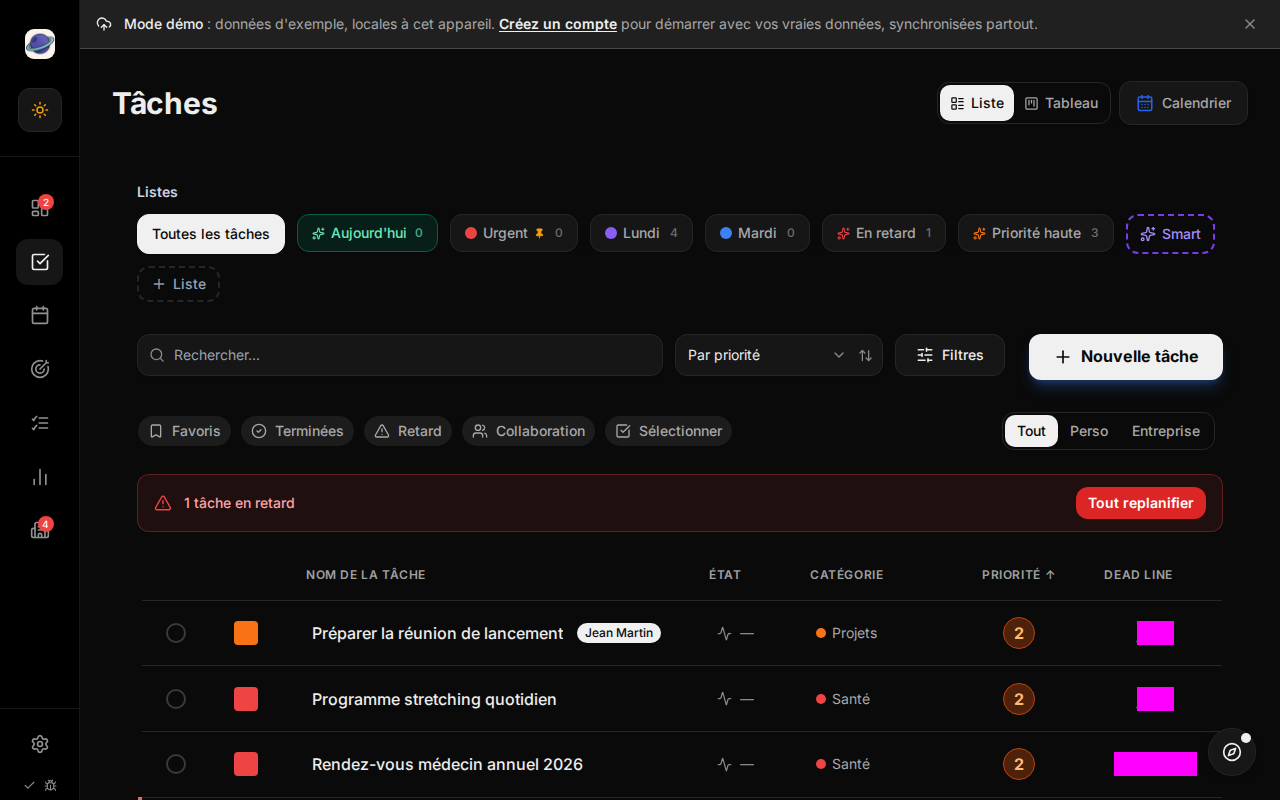 Mode démo : données d'exemple, locales à cet appareil. Créez un compte pour démarrer avec vos vraies données, synchronisées partout.
Tâches
Liste
Tableau
Calendrier
2
4
Listes
Toutes les tâches
Aujourd'hui 0
Urgent 0
Lundi 4
Mardi 0
En retard 1
Priorité haute 3
Smart
Liste
Rechercher...
Par priorité
Filtres
Nouvelle tâche
Favoris
Terminées
Retard
Collaboration
Sélectionner
Tout
Perso
Entreprise
1 tâche en retard
Tout replanifier
NOM DE LA TÂCHE
ÉTAT
CATÉGORIE
PRIORITÉ ↑
DEAD LINE
Préparer la réunion de lancement
Jean Martin
—
Projets
2
Programme stretching quotidien
—
Santé
2
Rendez-vous médecin annuel 2026
—
Santé
2